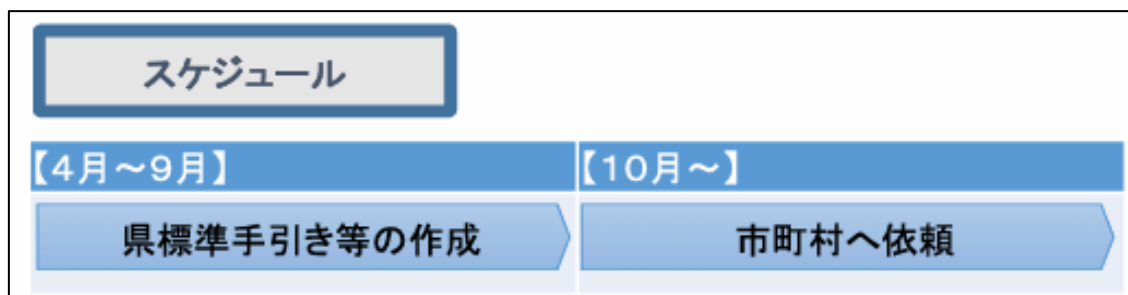 スケジュール
【4月～9月】
【10月～】
県標準手引き等の作成
市町村へ依頼